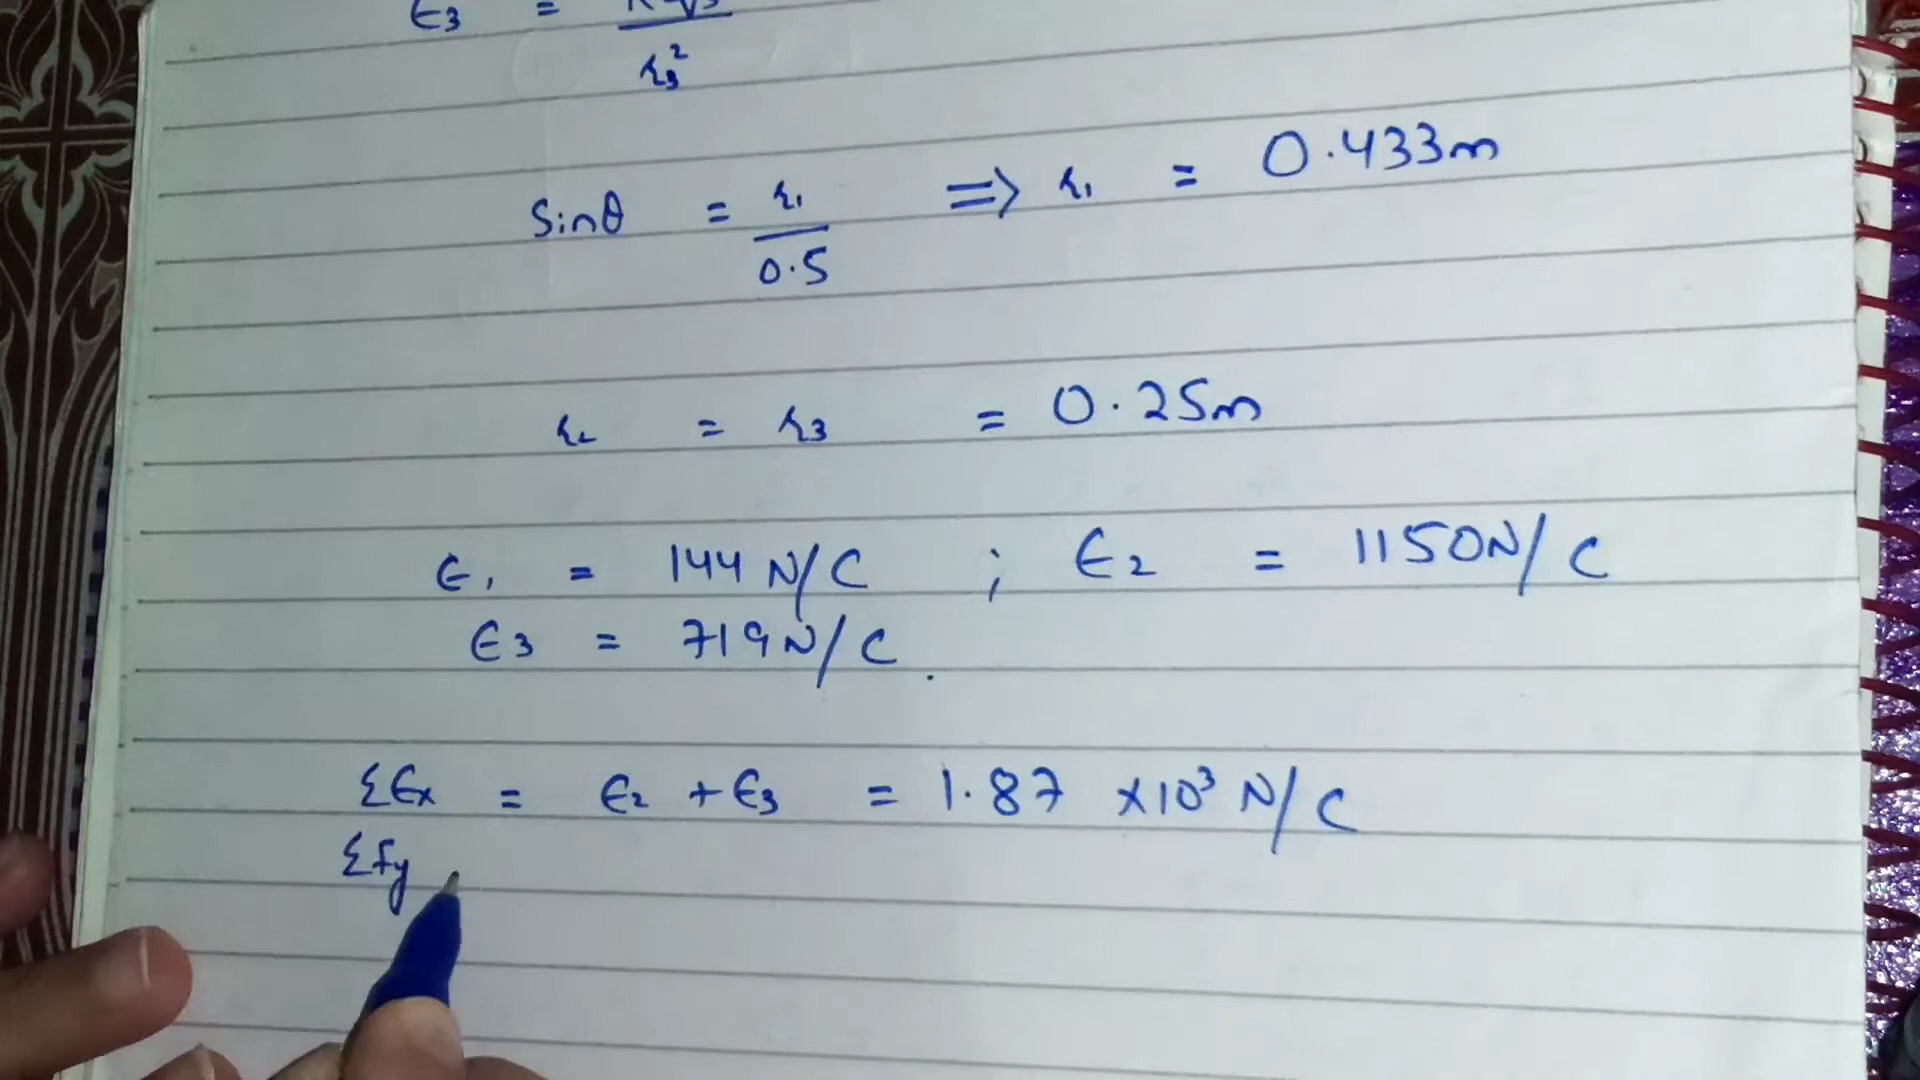 E3 =
r3²
Sinθ = r1/0.5 => r1 = 0.433m
r2 = r3 = 0.25m
E1 = 144 N/C ; E2 = 1150N/C
E3 = 719N/C.
ΣEx = E2 + E3 = 1.87 ×10³ N/C
Σfy